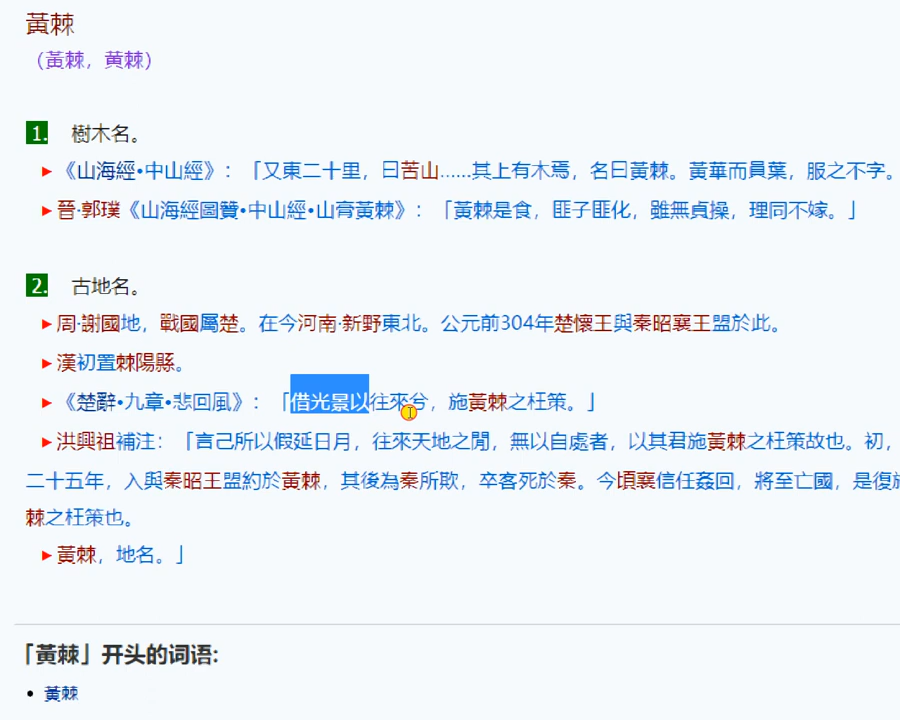 黃棘
（黃棘，黄棘）
1. 樹木名。
►《山海經•中山經》：「又東二十里，曰苦山……其上有木焉，名曰黃棘。黃華而員葉，服之不字。
►晉·郭璞《山海經圖贊•中山經•山膏黃棘》：「黃棘是食，匪子匪化，雖無貞操，理同不嫁。」
2. 古地名。
►周·謝國地，戰國屬楚。在今河南·新野東北。公元前304年楚懷王與秦昭襄王盟於此。
►漢初置棘陽縣。
►《楚辭•九章•悲回風》：「借光景以往來兮，施黃棘之枉策。」
►洪興祖補注：「言己所以假延日月，往來天地之閒，無以自處者，以其君施黃棘之枉策故也。初，
二十五年，入與秦昭王盟約於黃棘，其後為秦所欺，卒客死於秦。今頃襄信任姦回，將至亡國，是復施
棘之枉策也。
►黃棘，地名。」
「黃棘」开头的词语:
• 黃棘